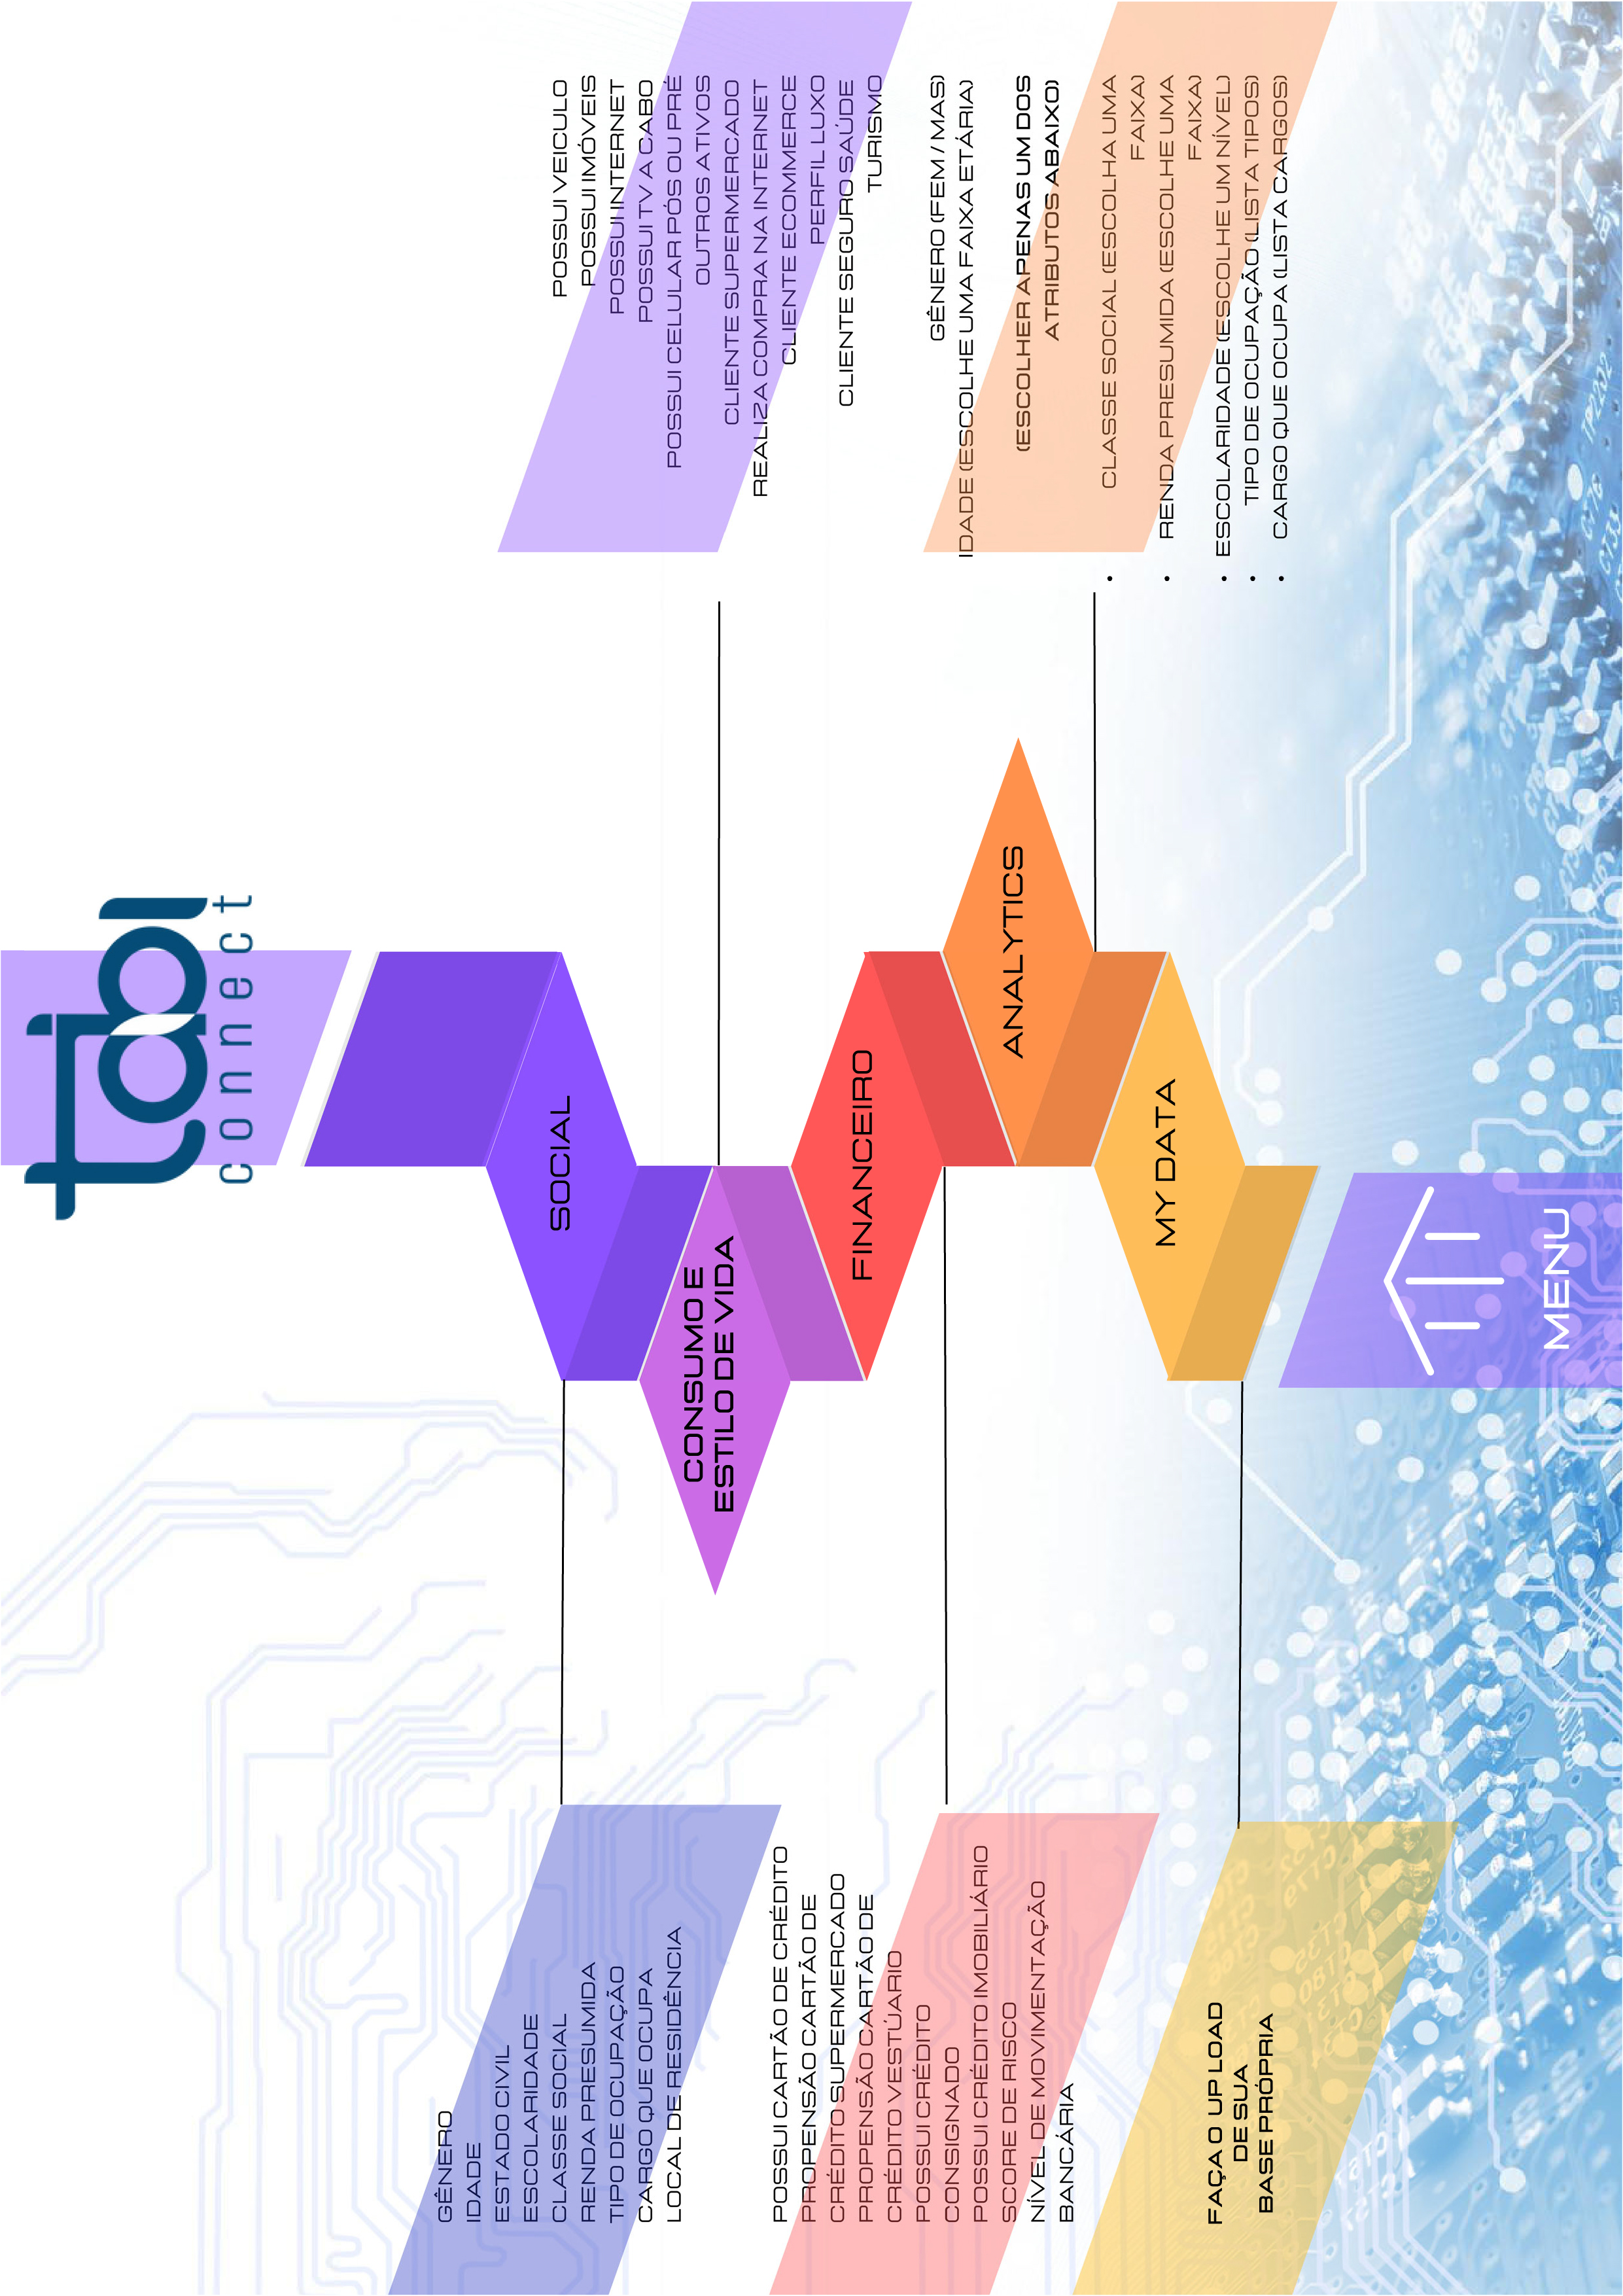 tabi
connect
SOCIAL
GÊNERO
IDADE
ESTADO CIVIL
ESCOLARIDADE
CLASSE SOCIAL
RENDA PRESUMIDA
TIPO DE OCUPAÇÃO
CARGO QUE OCUPA
LOCAL DE RESIDÊNCIA
CONSUMO E
ESTILO DE VIDA
POSSUI VEICULO
POSSUI IMÓVEIS
POSSUI INTERNET
POSSUI TV A CABO
POSSUI CELULAR PÓS OU PRÉ
OUTROS ATIVOS
CLIENTE SUPERMERCADO
REALIZA COMPRA NA INTERNET
CLIENTE ECOMMERCE
PERFIL LUXO
CLIENTE SEGURO SAÚDE
TURISMO
FINANCEIRO
POSSUI CARTÃO DE CRÉDITO
PROPENSÃO CARTÃO DE
CRÉDITO SUPERMERCADO
PROPENSÃO CARTÃO DE
CRÉDITO VESTÚARIO
POSSUI CRÉDITO
CONSIGNADO
POSSUI CRÉDITO IMOBILIÁRIO
SCORE DE RISCO
NÍVEL DE MOVIMENTAÇÃO
BANCÁRIA
ANALYTICS
GÊNERO (FEM / MAS)
IDADE (ESCOLHE UMA FAIXA ETÁRIA)
(ESCOLHER APENAS UM DOS
ATRIBUTOS ABAIXO)
• CLASSE SOCIAL (ESCOLHA UMA
FAIXA)
• RENDA PRESUMIDA (ESCOLHE UMA
FAIXA)
• ESCOLARIDADE (ESCOLHE UM NÍVEL)
• TIPO DE OCUPAÇÃO (LISTA TIPOS)
• CARGO QUE OCUPA (LISTA CARGOS)
MY DATA
FAÇA O UP LOAD
DE SUA
BASE PRÓPRIA
MENU
CT76
TP2202
CT33